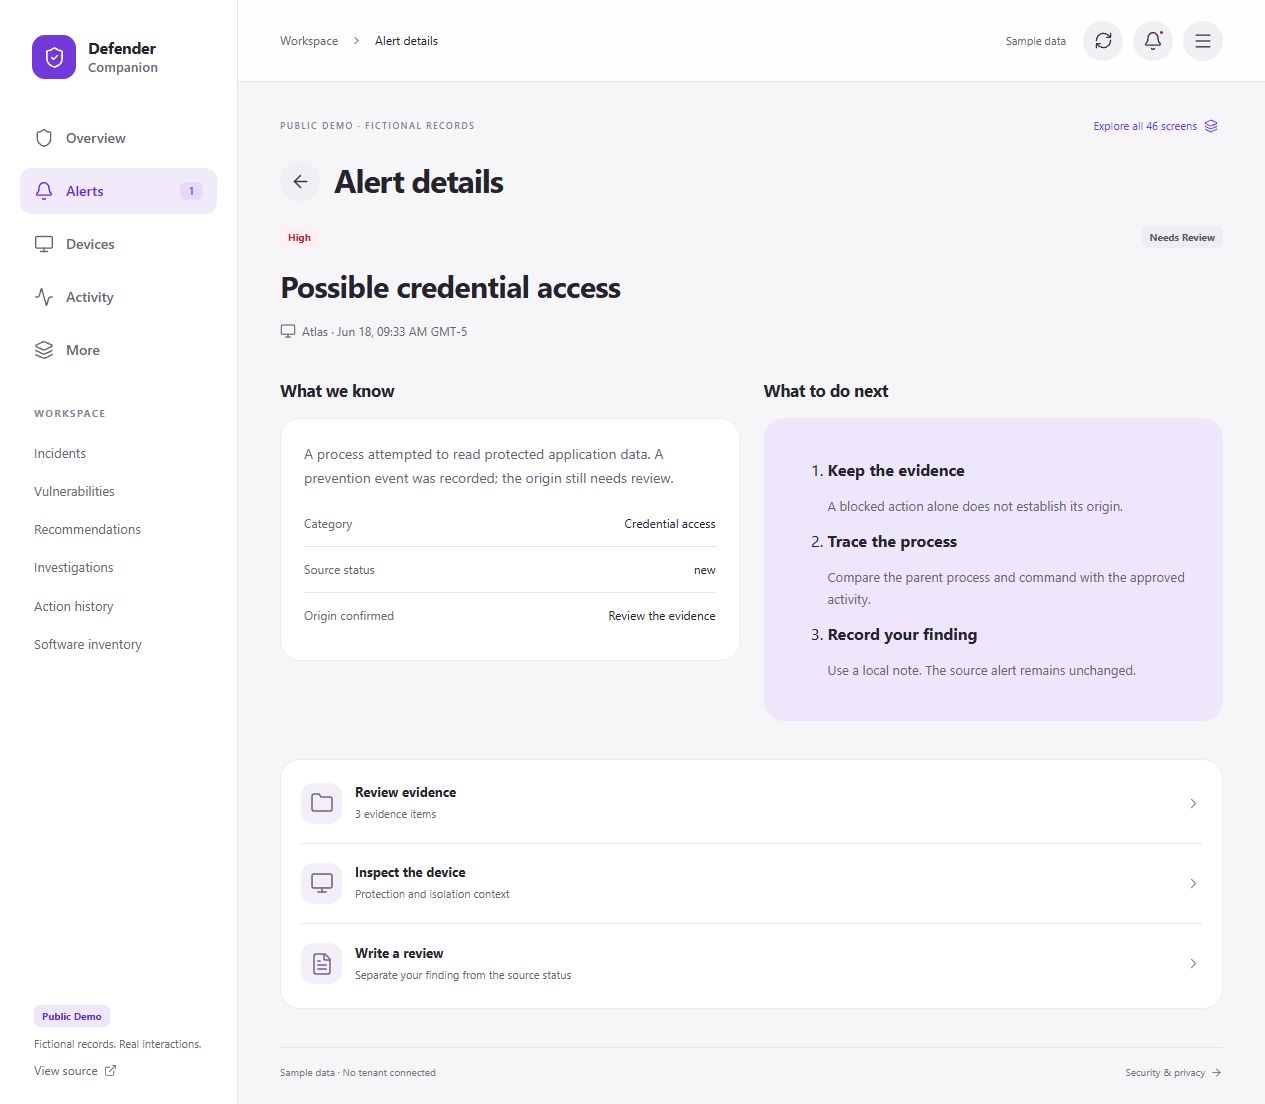 Defender
Companion
Overview
Alerts 1
Devices
Activity
More
WORKSPACE
Incidents
Vulnerabilities
Recommendations
Investigations
Action history
Software inventory
Public Demo
Fictional records. Real interactions.
View source
Workspace > Alert details
Sample data
PUBLIC DEMO · FICTIONAL RECORDS
Explore all 46 screens
Alert details
High
Needs Review
Possible credential access
Atlas · Jun 18, 09:33 AM GMT-5
What we know
A process attempted to read protected application data. A
prevention event was recorded; the origin still needs review.
Category Credential access
Source status new
Origin confirmed Review the evidence
What to do next
1. Keep the evidence
A blocked action alone does not establish its origin.
2. Trace the process
Compare the parent process and command with the approved
activity.
3. Record your finding
Use a local note. The source alert remains unchanged.
Review evidence
3 evidence items
Inspect the device
Protection and isolation context
Write a review
Separate your finding from the source status
Sample data · No tenant connected
Security & privacy →